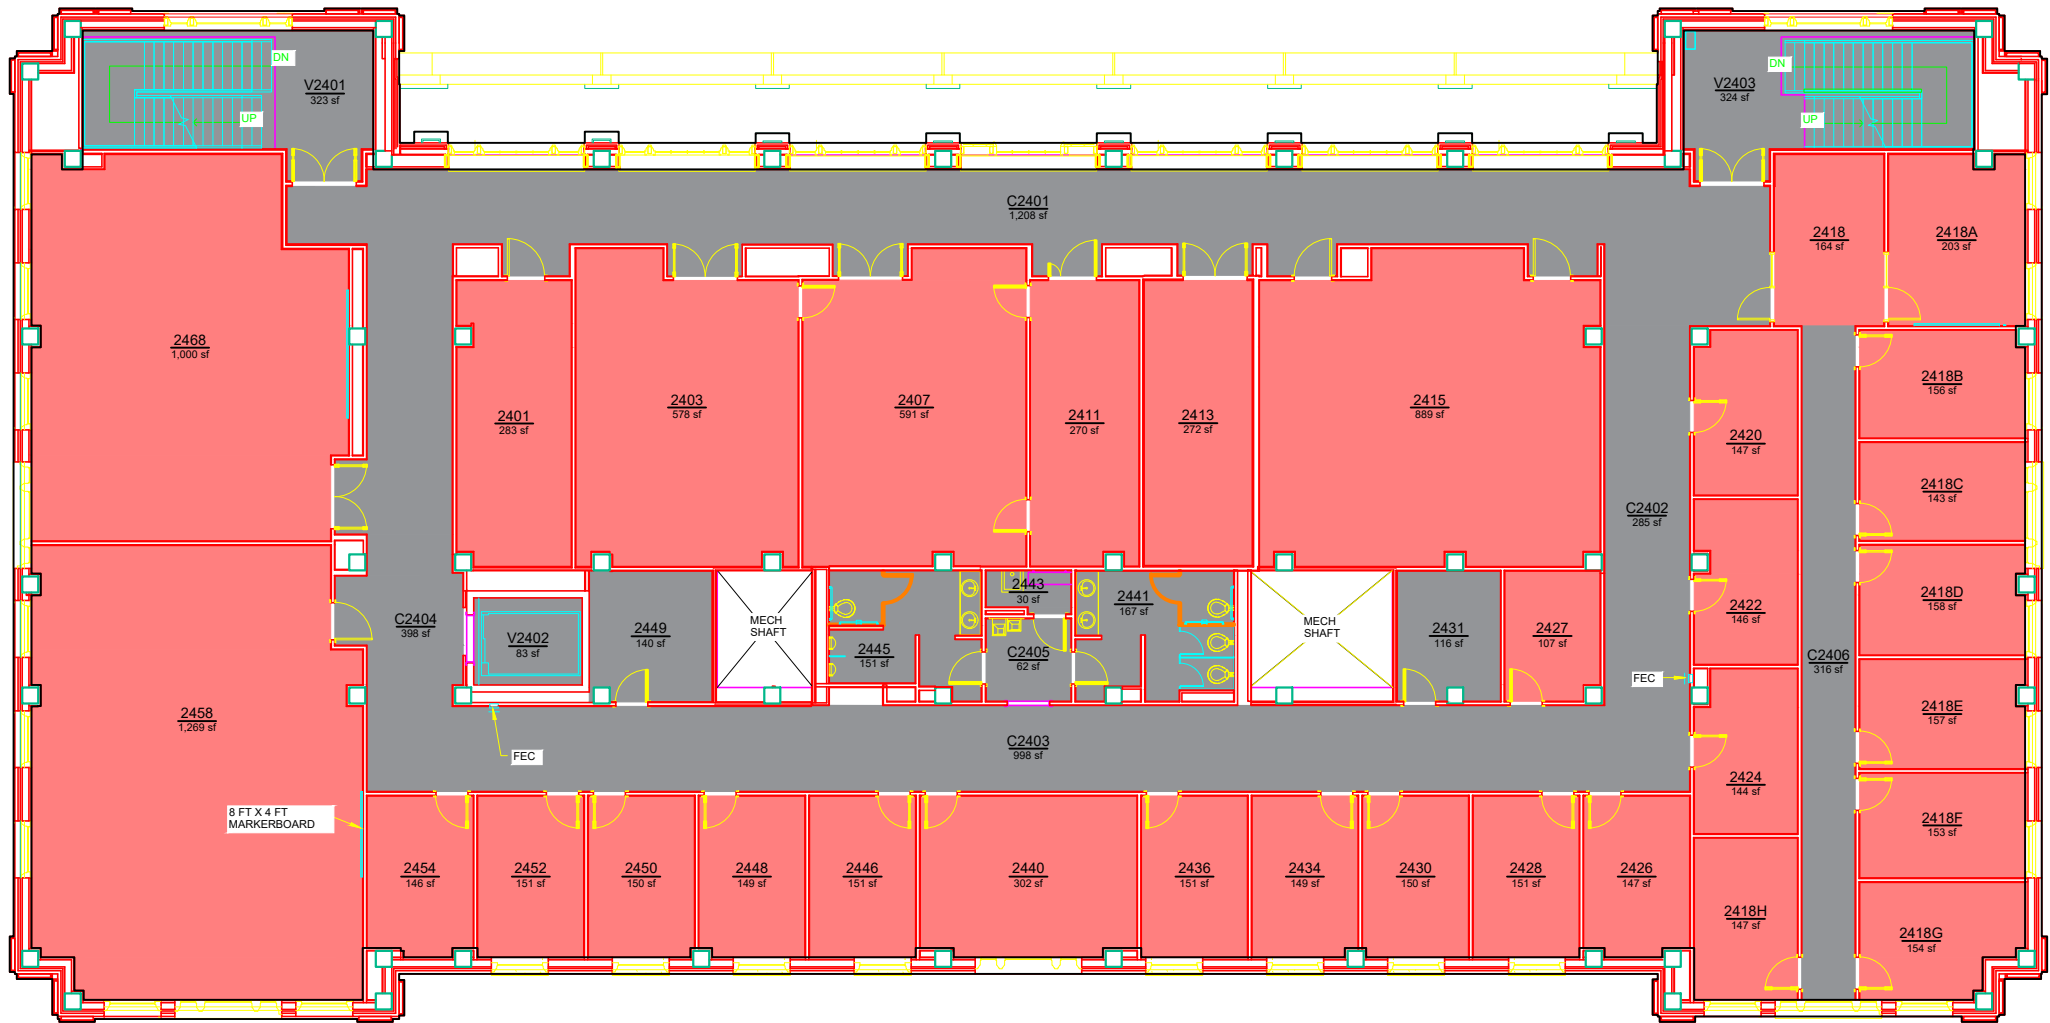 DN
V2401
323 sf
UP
DN
V2403
324 sf
UP
C2401
1,208 sf
2418
164 sf
2418A
203 sf
2468
1,000 sf
2401
283 sf
2403
578 sf
2407
591 sf
2411
270 sf
2413
272 sf
2415
889 sf
2420
147 sf
2418B
156 sf
2418C
143 sf
C2402
285 sf
C2404
398 sf
V2402
83 sf
2449
140 sf
MECH
SHAFT
2445
151 sf
2443
30 sf
C2405
62 sf
2441
167 sf
MECH
SHAFT
2431
116 sf
2427
107 sf
2422
146 sf
C2406
316 sf
2418D
158 sf
FEC
2418E
157 sf
2458
1,269 sf
FEC
C2403
998 sf
2424
144 sf
8 FT X 4 FT
MARKERBOARD
2418F
153 sf
2454
146 sf
2452
151 sf
2450
150 sf
2448
149 sf
2446
151 sf
2440
302 sf
2436
151 sf
2434
149 sf
2430
150 sf
2428
151 sf
2426
147 sf
2418H
147 sf
2418G
154 sf